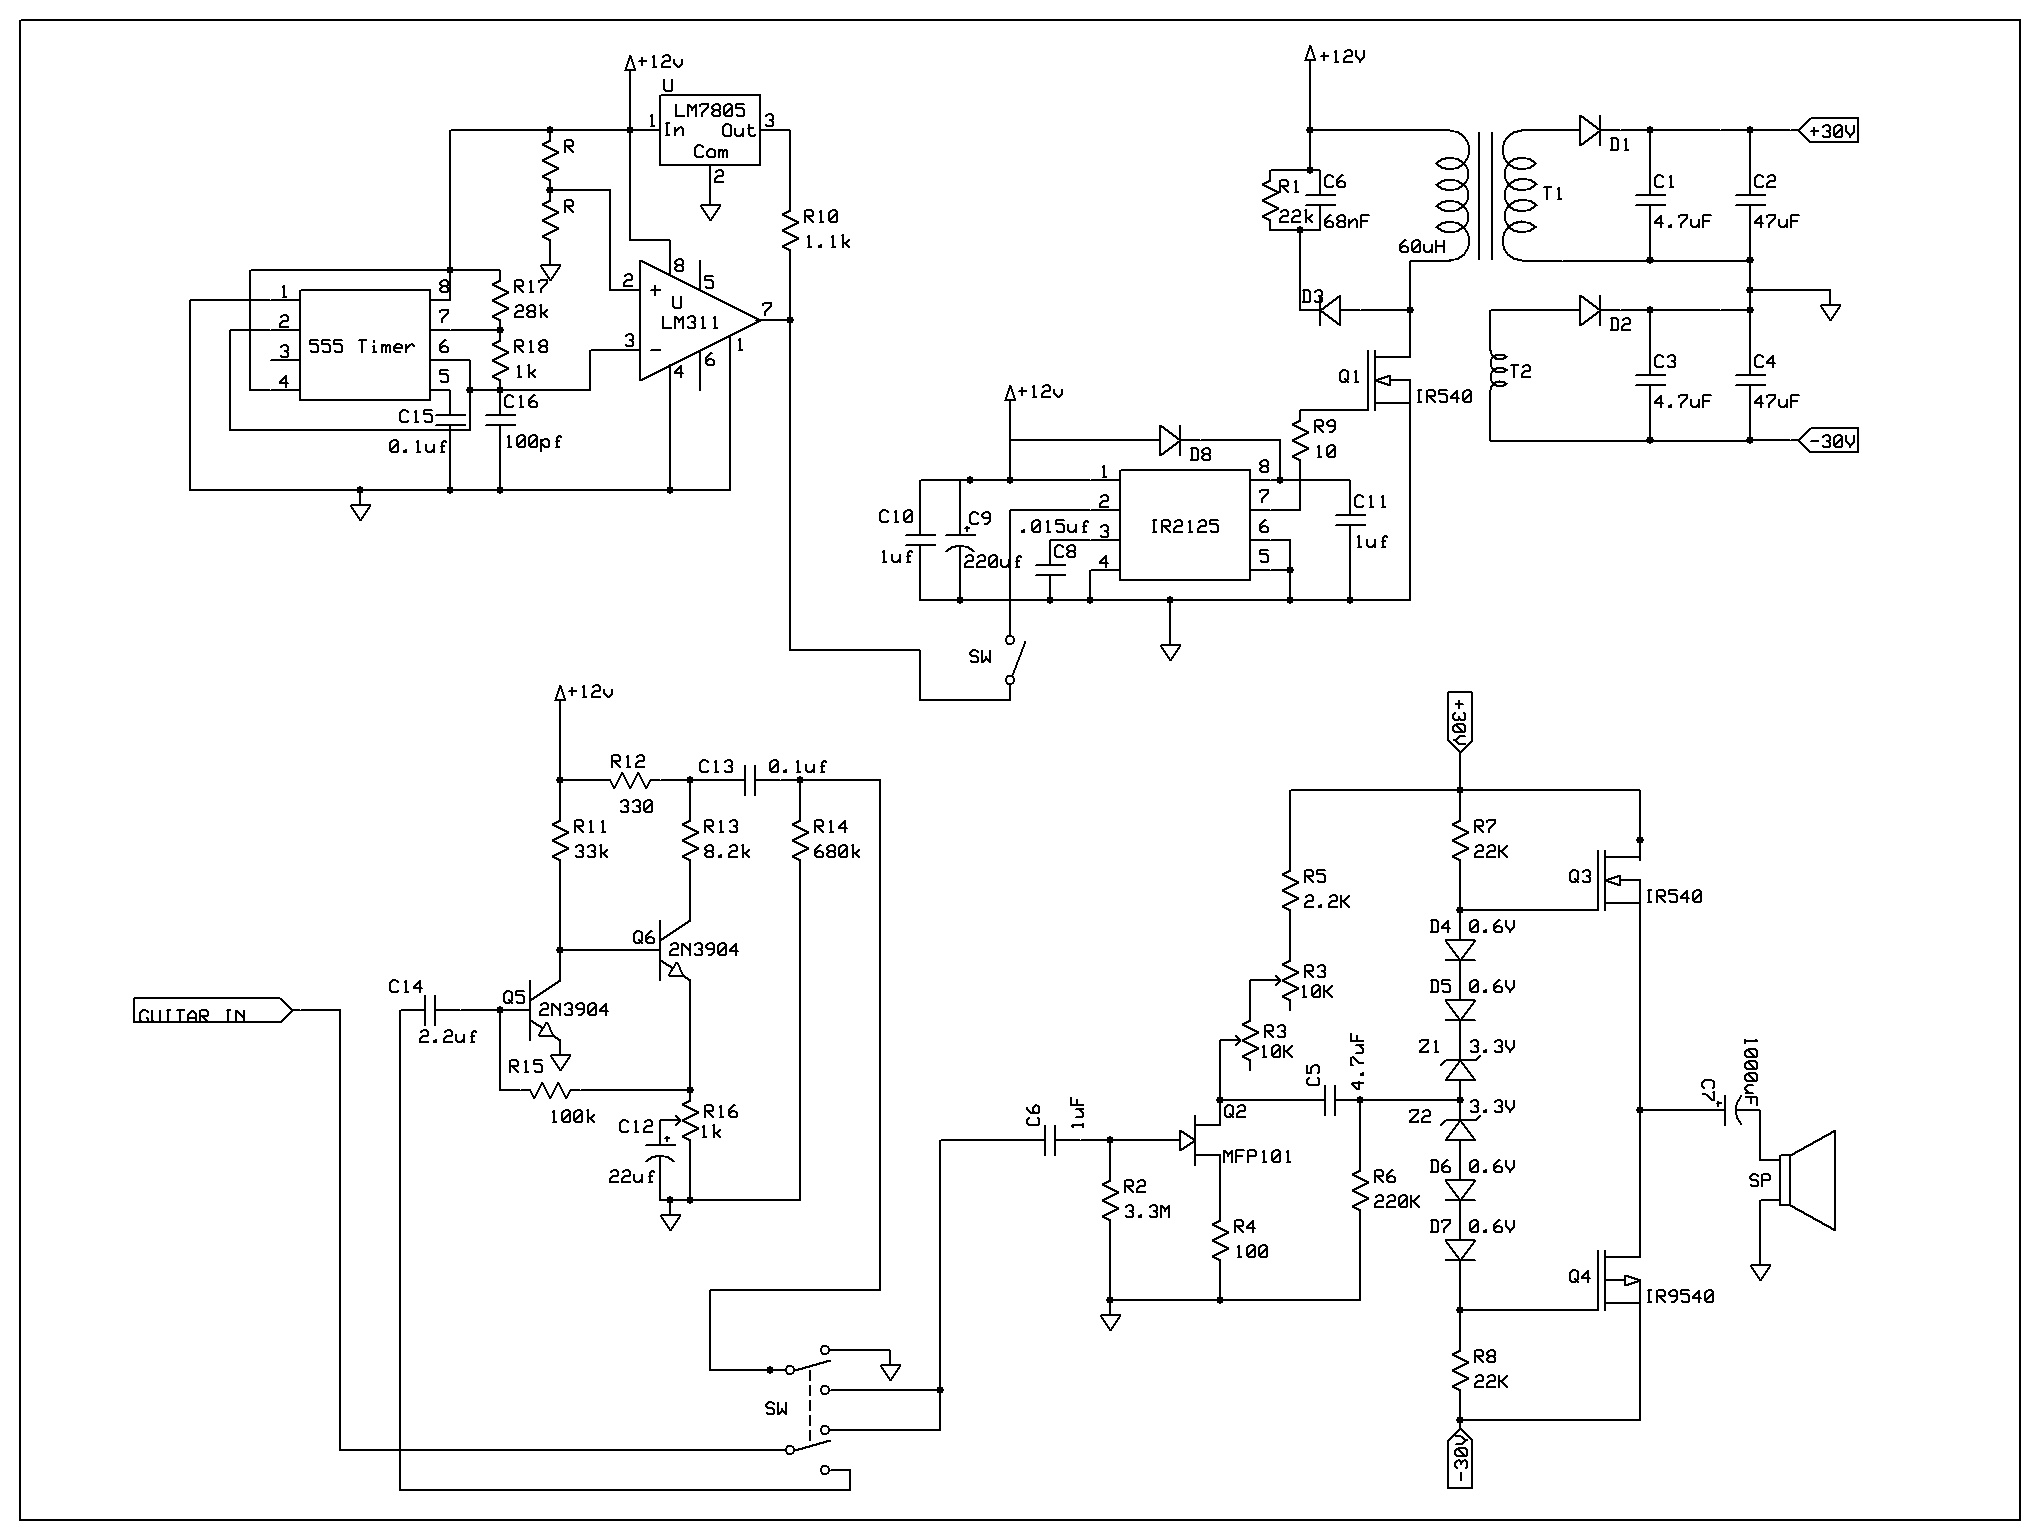 +12v
U
LM7805
1
In
Out
3
Com
2
R
R
R10
1.1k
8
5
2
+
U
LM311
7
3
-
6
1
4
1
8
R17
28k
2
7
3
555 Timer
6
R18
1k
4
5
C15
0.1uf
C16
100pf
+12V
R1
22k
C6
68nF
60uH
T1
D1
+30V
C1
4.7uF
C2
47uF
D3
D2
T2
C3
4.7uF
C4
47uF
-30V
Q1
IR540
+12v
R9
10
D8
1
8
2
7
C10
1uf
C9
220uf
.015uf
3
IR2125
6
C8
4
5
C11
1uf
SW
+12v
R12
330
C13
0.1uf
R11
33k
R13
8.2k
R14
680k
Q6
2N3904
C14
2.2uf
Q5
2N3904
GUITAR IN
R15
100k
C12
22uf
R16
1k
SW
+30V
R7
22K
Q3
IR540
R5
2.2K
D4
0.6V
R3
10K
D5
0.6V
R3
10K
Z1
3.3V
C5
4.7uF
Z2
3.3V
C6
1uF
Q2
MFP101
D6
0.6V
R2
3.3M
R6
220K
R4
100
D7
0.6V
C7
1000uF
SP
Q4
IR9540
R8
22K
-30V